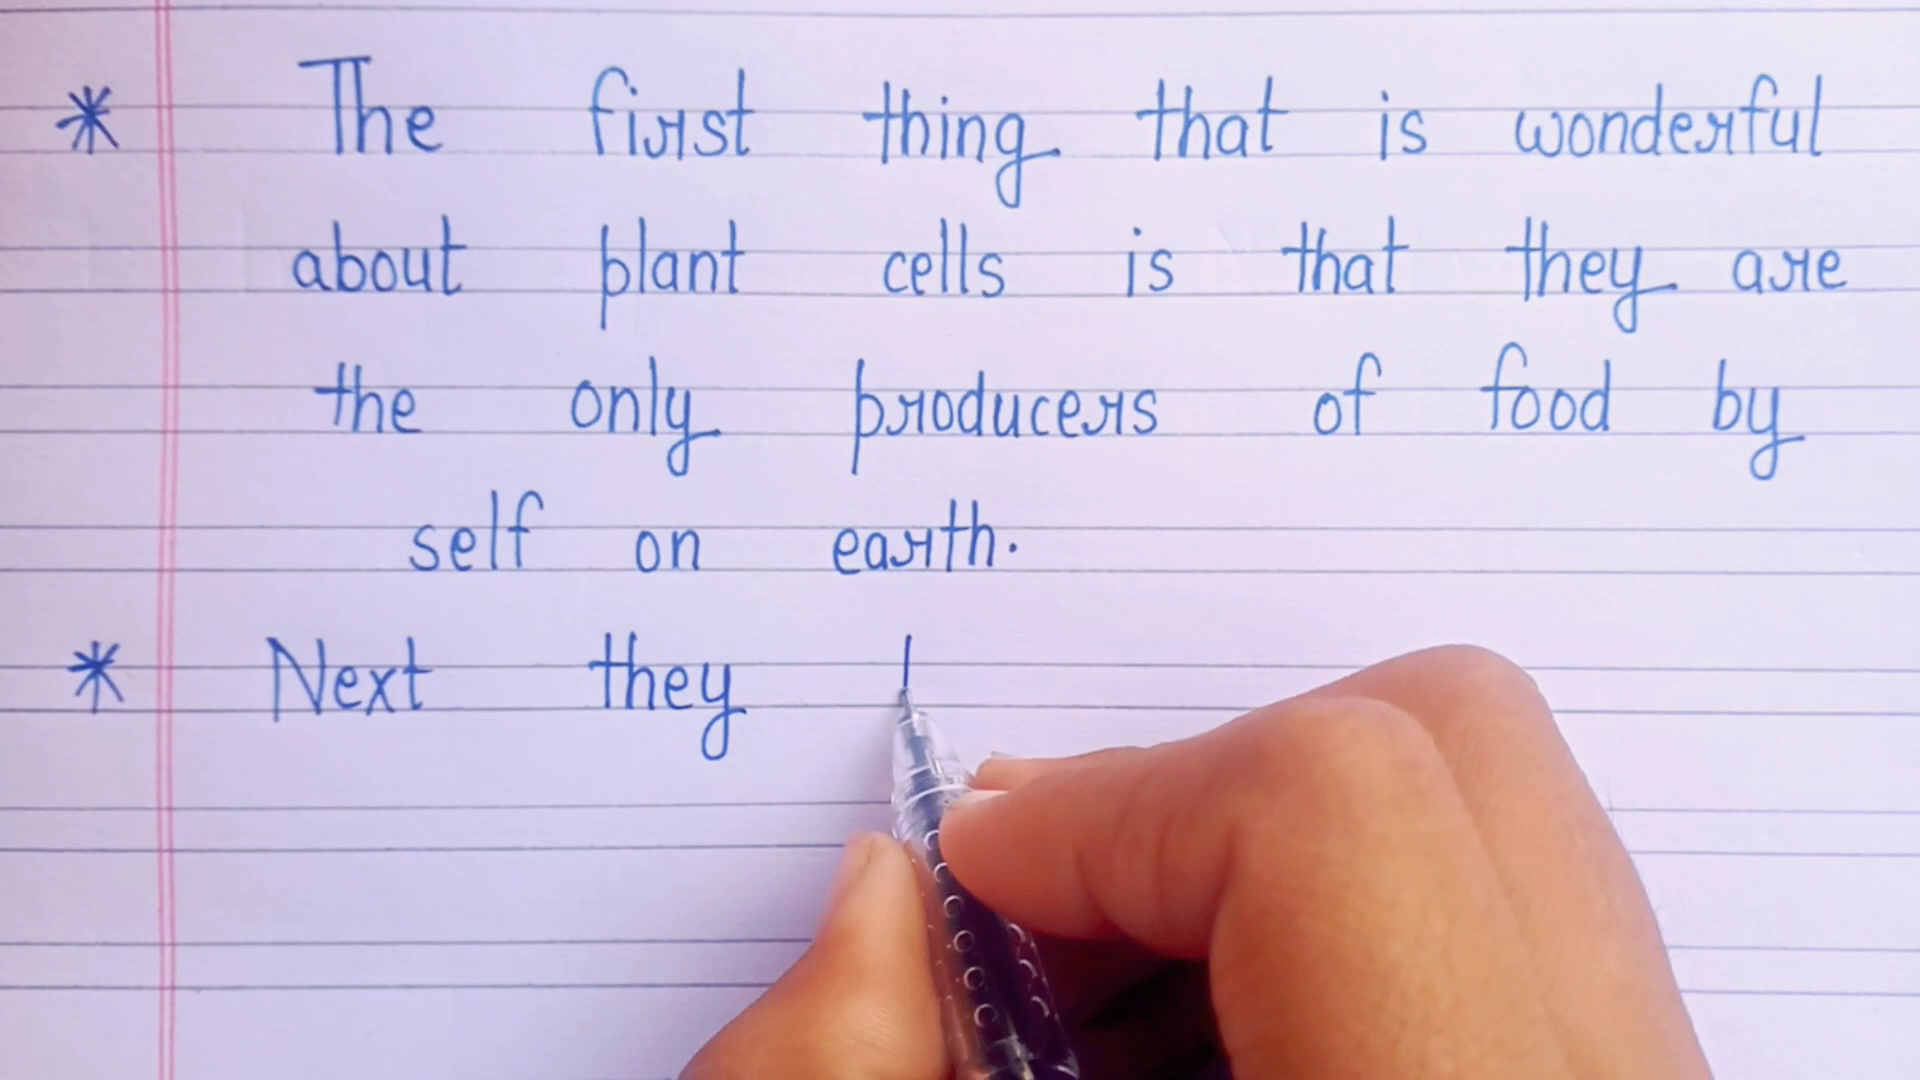 * The first thing that is wonderful
about plant cells is that they are
the only producers of food by
self on earth.
* Next they